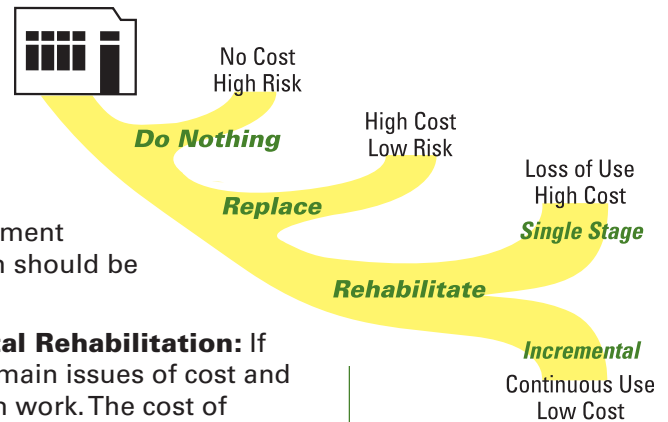 No Cost
High Risk
Do Nothing
High Cost
Low Risk
Replace
Loss of Use
High Cost
Single Stage
Rehabilitate
Incremental
Continuous Use
Low Cost
ment
should be
Rehabilitation: If
main issues of cost and
work. The cost of